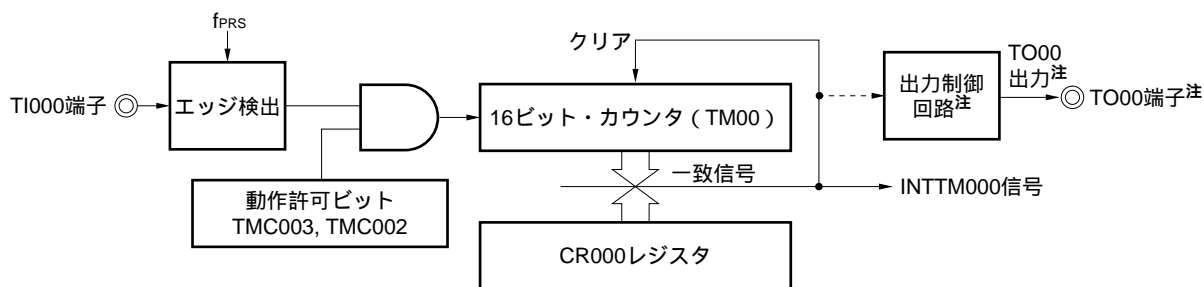 fPRS
クリア
TO00
出力注
TI000端子
エッジ検出
16ビット・カウンタ（TM00）
出力制御
回路注
TO00端子注
一致信号
INTTM000信号
動作許可ビット
TMC003, TMC002
CR000レジスタ